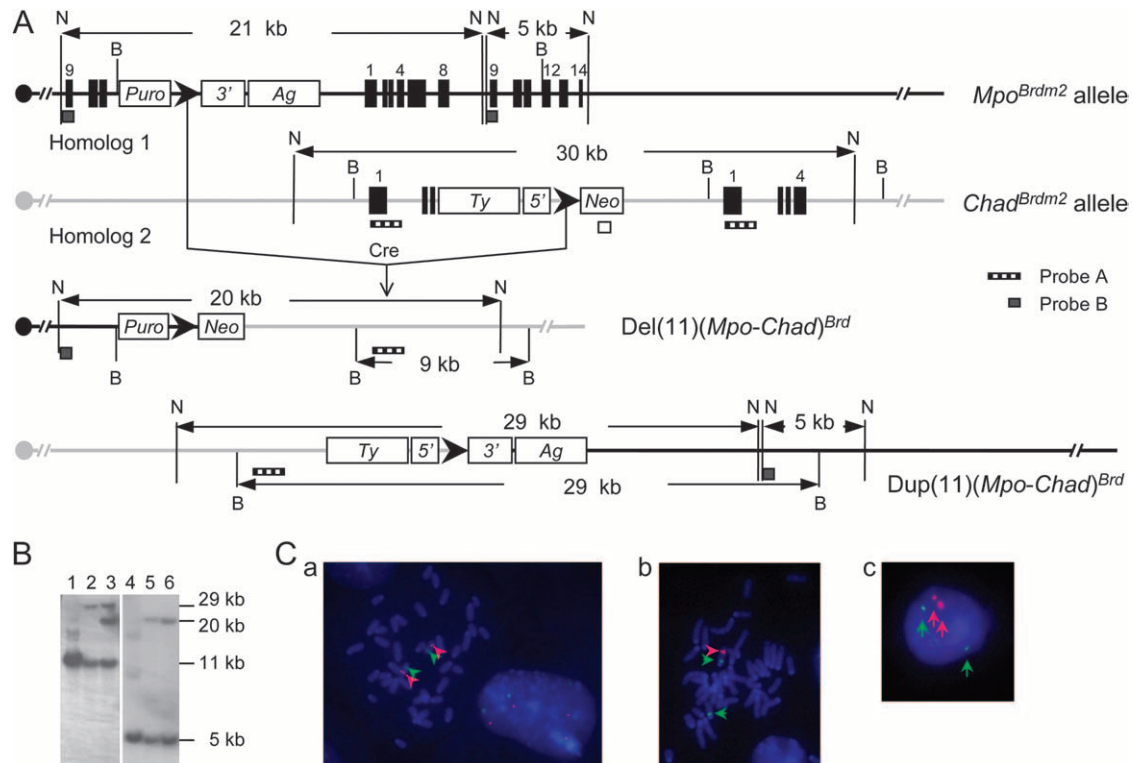 A
N
21 kb
N
N
5 kb
N
9
B
Puro
3'
Ag
1
4
8
9
B
12
14
Mpo^Brdm2 allele
Homolog 1
N
30 kb
N
B
1
Ty
5'
Neo
B
1
4
B
Chad^Brdm2 allele
Homolog 2
Cre
Probe A
Probe B
N
20 kb
N
Puro
Neo
Del(11)(Mpo-Chad)^Brd
B
B
9 kb
B
N
29 kb
N
N
5 kb
N
Ty
5'
3'
Ag
B
29 kb
B
Dup(11)(Mpo-Chad)^Brd
B
1 2 3 4 5 6
29 kb
20 kb
11 kb
5 kb
C
a
b
c